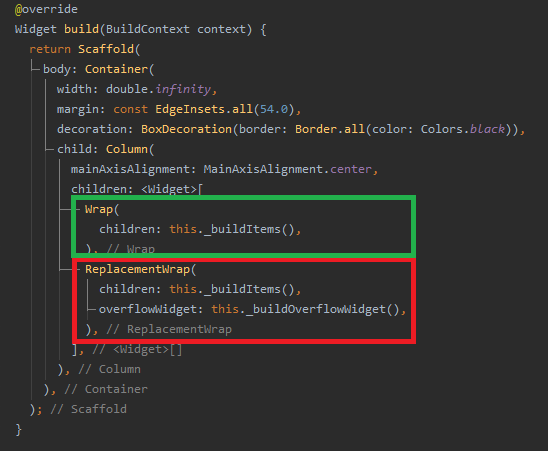 @override
Widget build(BuildContext context) {
return Scaffold(
body: Container(
width: double.infinity,
margin: const EdgeInsets.all(54.0),
decoration: BoxDecoration(border: Border.all(color: Colors.black)),
child: Column(
mainAxisAlignment: MainAxisAlignment.center,
children: <Widget>[
Wrap(
children: this._buildItems(),
), // Wrap
ReplacementWrap(
children: this._buildItems(),
overflowWidget: this._buildOverflowWidget(),
), // ReplacementWrap
], // <Widget>[]
), // Column
), // Container
); // Scaffold
}